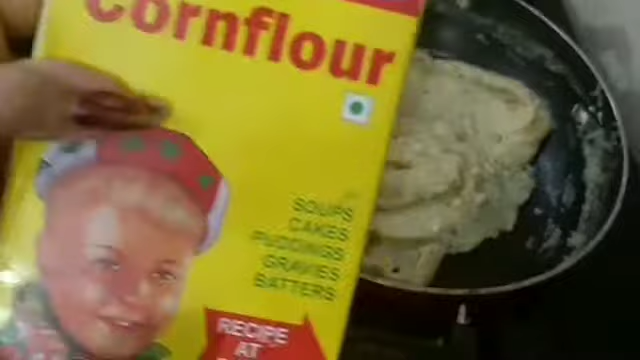 Cornflour
SOUPS
CAKES
PUDDINGS
GRAVIES
BATTERS
RECIPE
AT